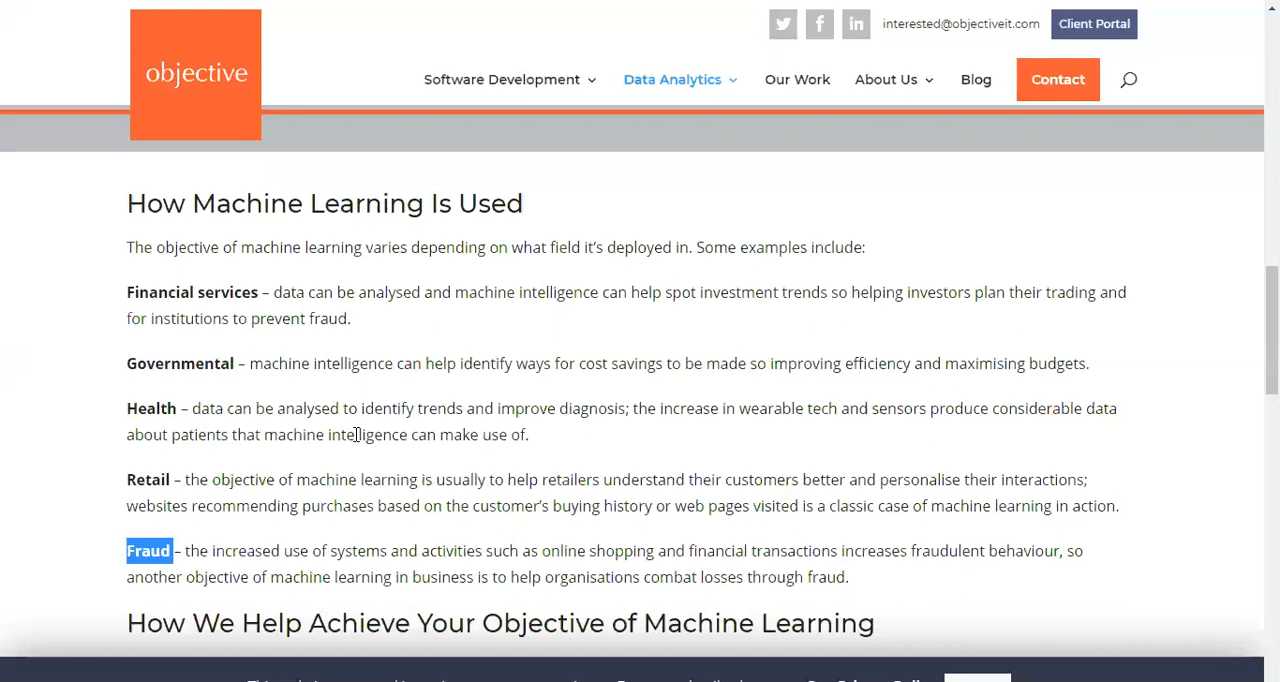 interested@objectiveit.com
Client Portal
objective
Software Development
Data Analytics
Our Work
About Us
Blog
Contact
How Machine Learning Is Used
The objective of machine learning varies depending on what field it’s deployed in. Some examples include:
Financial services – data can be analysed and machine intelligence can help spot investment trends so helping investors plan their trading and
for institutions to prevent fraud.
Governmental – machine intelligence can help identify ways for cost savings to be made so improving efficiency and maximising budgets.
Health – data can be analysed to identify trends and improve diagnosis; the increase in wearable tech and sensors produce considerable data
about patients that machine intelligence can make use of.
Retail – the objective of machine learning is usually to help retailers understand their customers better and personalise their interactions;
websites recommending purchases based on the customer’s buying history or web pages visited is a classic case of machine learning in action.
Fraud – the increased use of systems and activities such as online shopping and financial transactions increases fraudulent behaviour, so
another objective of machine learning in business is to help organisations combat losses through fraud.
How We Help Achieve Your Objective of Machine Learning